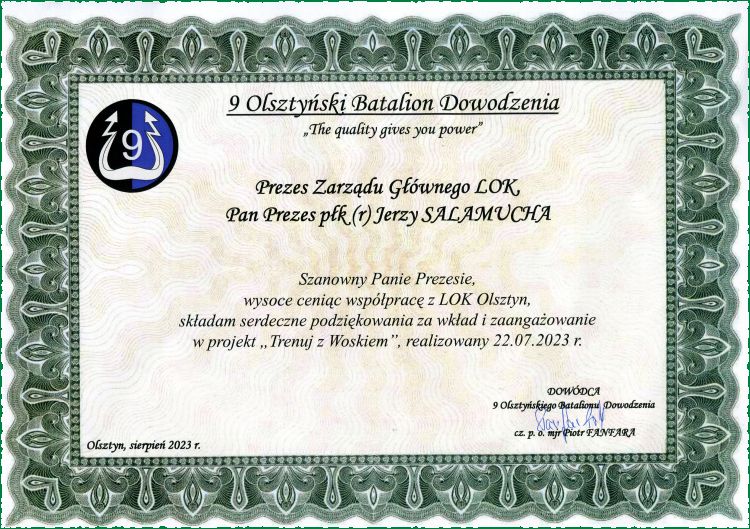 9 Olsztyński Batalion Dowodzenia
„The quality gives you power”
9
Prezes Zarządu Głównego LOK,
Pan Prezes płk (r) Jerzy SALAMUCHA
Szanowny Panie Prezesie,
wysoce ceniąc współpracę z LOK Olsztyn,
składam serdeczne podziękowania za wkład i zaangażowanie
w projekt ,,Trenuj z Woskiem”, realizowany 22.07.2023 r.
DOWÓDCA
9 Olsztyńskiego Batalionu Dowodzenia
cz. p. o. mjr Piotr FANFARA
Olsztyn, sierpień 2023 r.